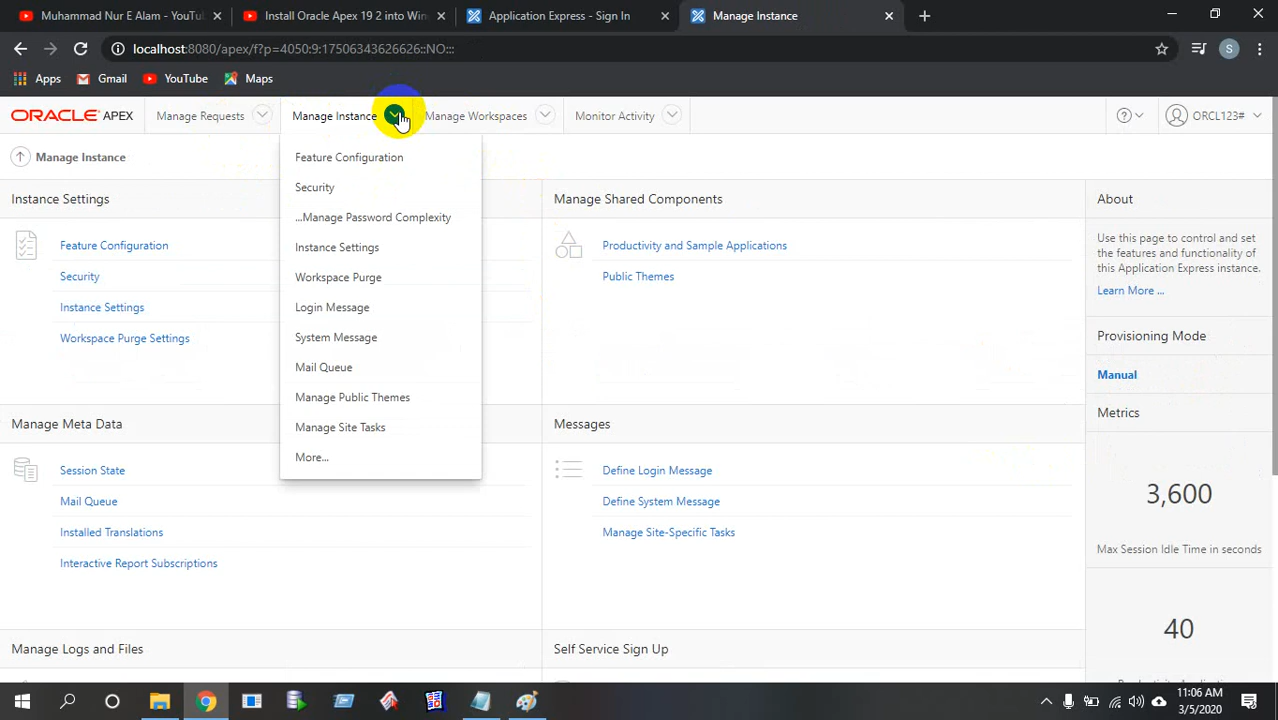 Muhammad Nur E Alam - YouTu
Install Oracle Apex 19 2 into Win
Application Express - Sign In
Manage Instance
localhost:8080/apex/f?p=4050:9:17506343626626::NO:::
S
Apps
Gmail
YouTube
Maps
ORACLE APEX
Manage Requests
Manage Instance
Manage Workspaces
Monitor Activity
ORCL123#
Manage Instance
Feature Configuration
Security
...Manage Password Complexity
Instance Settings
Workspace Purge
Login Message
System Message
Mail Queue
Manage Public Themes
Manage Site Tasks
More...
Instance Settings
Feature Configuration
Security
Instance Settings
Workspace Purge Settings
Manage Shared Components
Productivity and Sample Applications
Public Themes
About
Use this page to control and set
the features and functionality of
this Application Express instance.
Learn More ...
Provisioning Mode
Manual
Metrics
3,600
Max Session Idle Time in seconds
40
Manage Meta Data
Session State
Mail Queue
Installed Translations
Interactive Report Subscriptions
Messages
Define Login Message
Define System Message
Manage Site-Specific Tasks
Manage Logs and Files
Self Service Sign Up
11:06 AM
3/5/2020